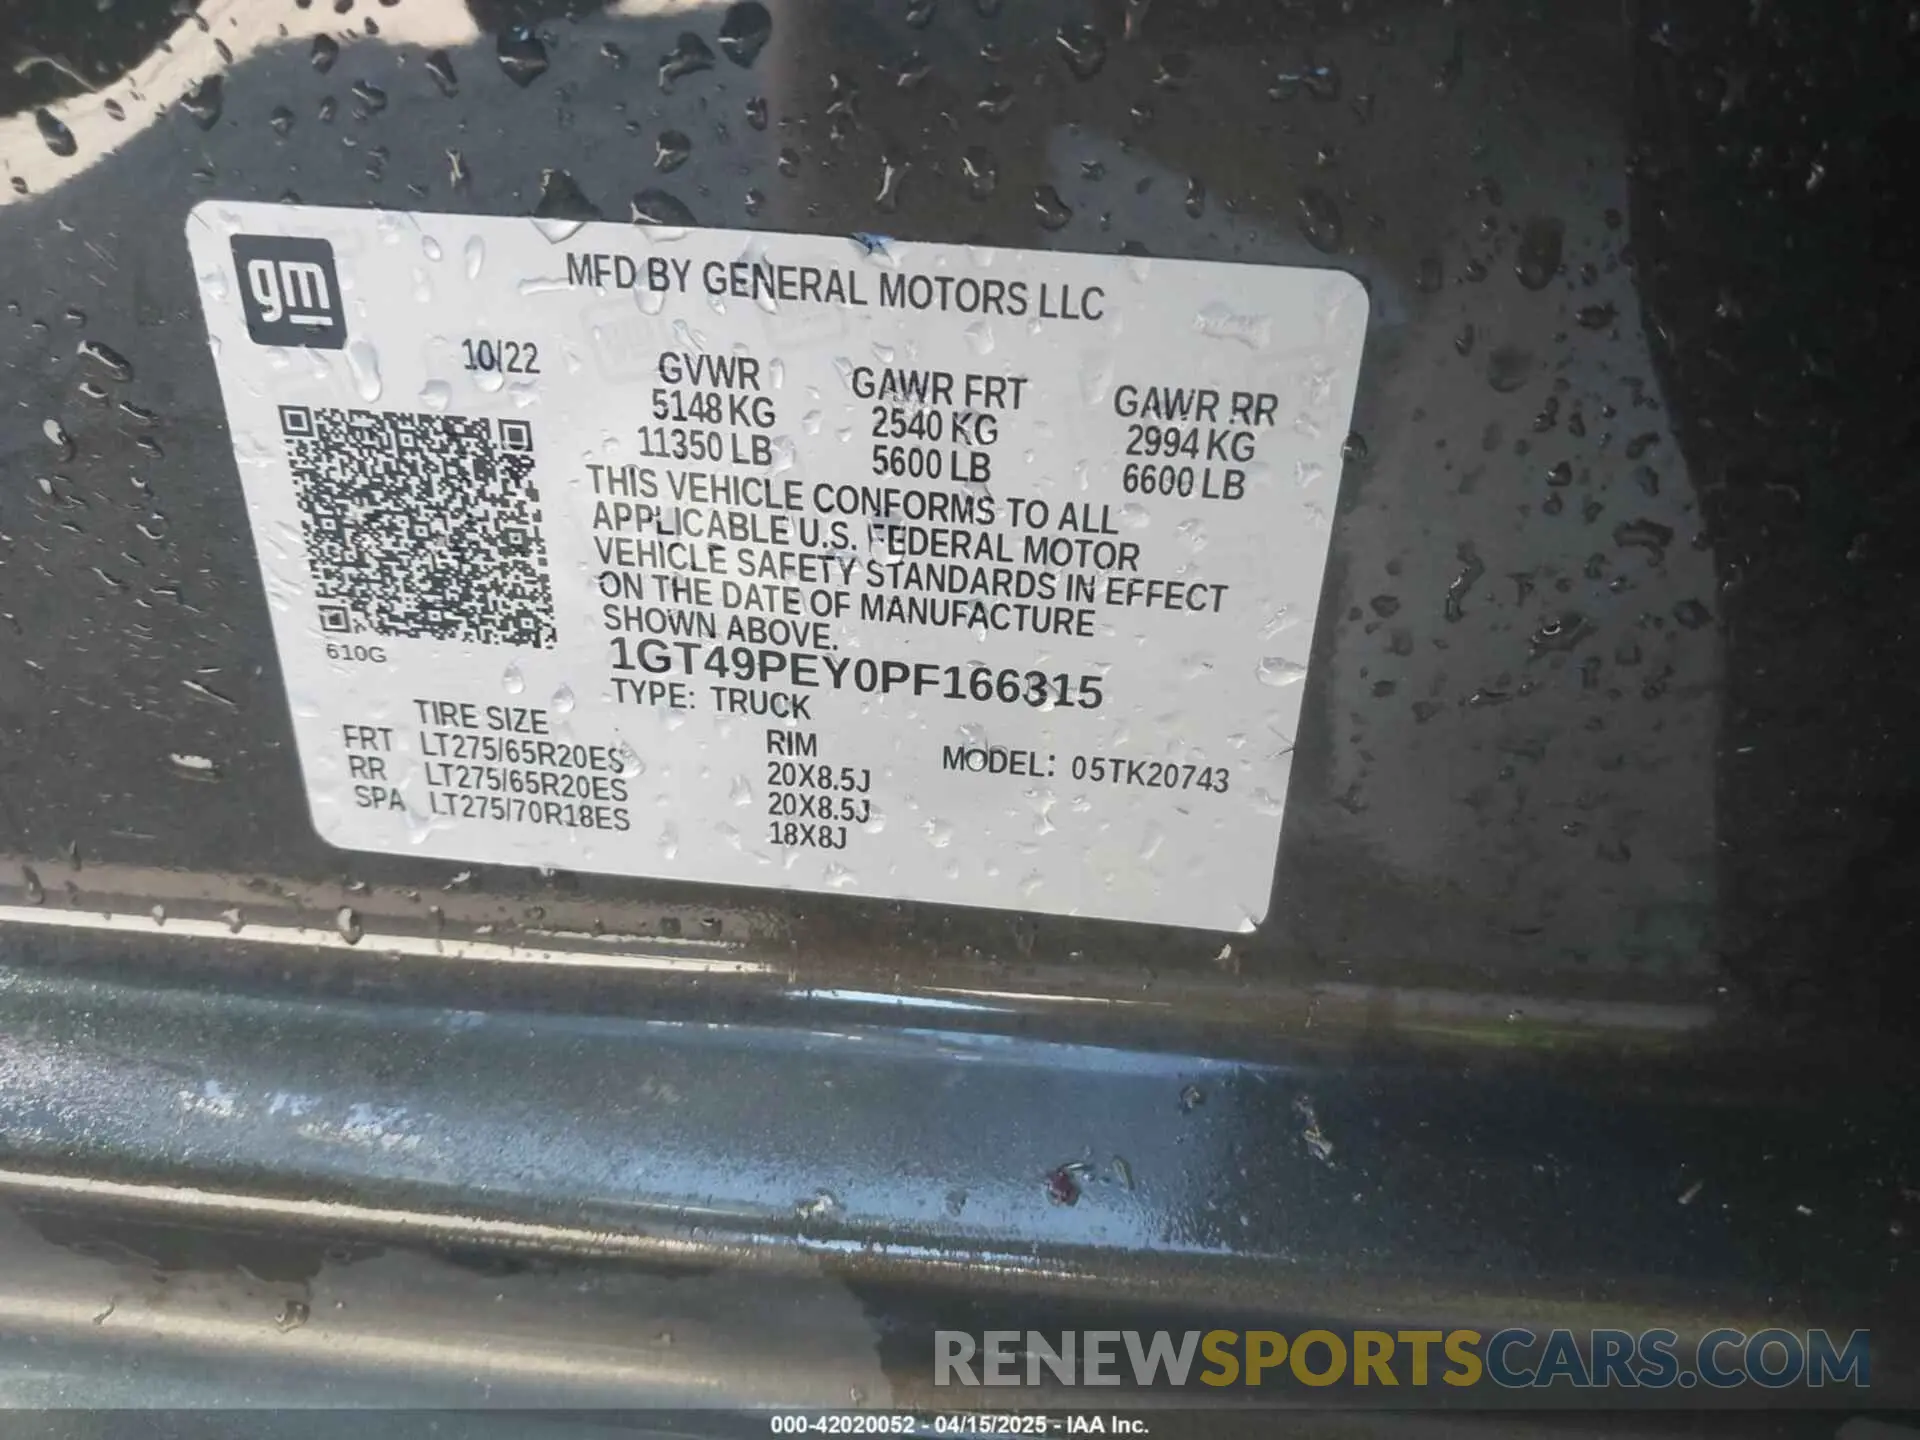 gm
MFD BY GENERAL MOTORS LLC
10/22
GVWR GAWR FRT GAWR RR
5148 KG 2540 KG 2994 KG
11350 LB 5600 LB 6600 LB
THIS VEHICLE CONFORMS TO ALL
APPLICABLE U.S. FEDERAL MOTOR
VEHICLE SAFETY STANDARDS IN EFFECT
ON THE DATE OF MANUFACTURE
SHOWN ABOVE.
610G
1GT49PEY0PF166315
TYPE: TRUCK
TIRE SIZE RIM MODEL: 05TK20743
FRT LT275/65R20ES 20X8.5J
RR LT275/65R20ES 20X8.5J
SPA LT275/70R18ES 18X8J
RENEWSPORTSCARS.COM
000-42020052 - 04/15/2025 - IAA Inc.